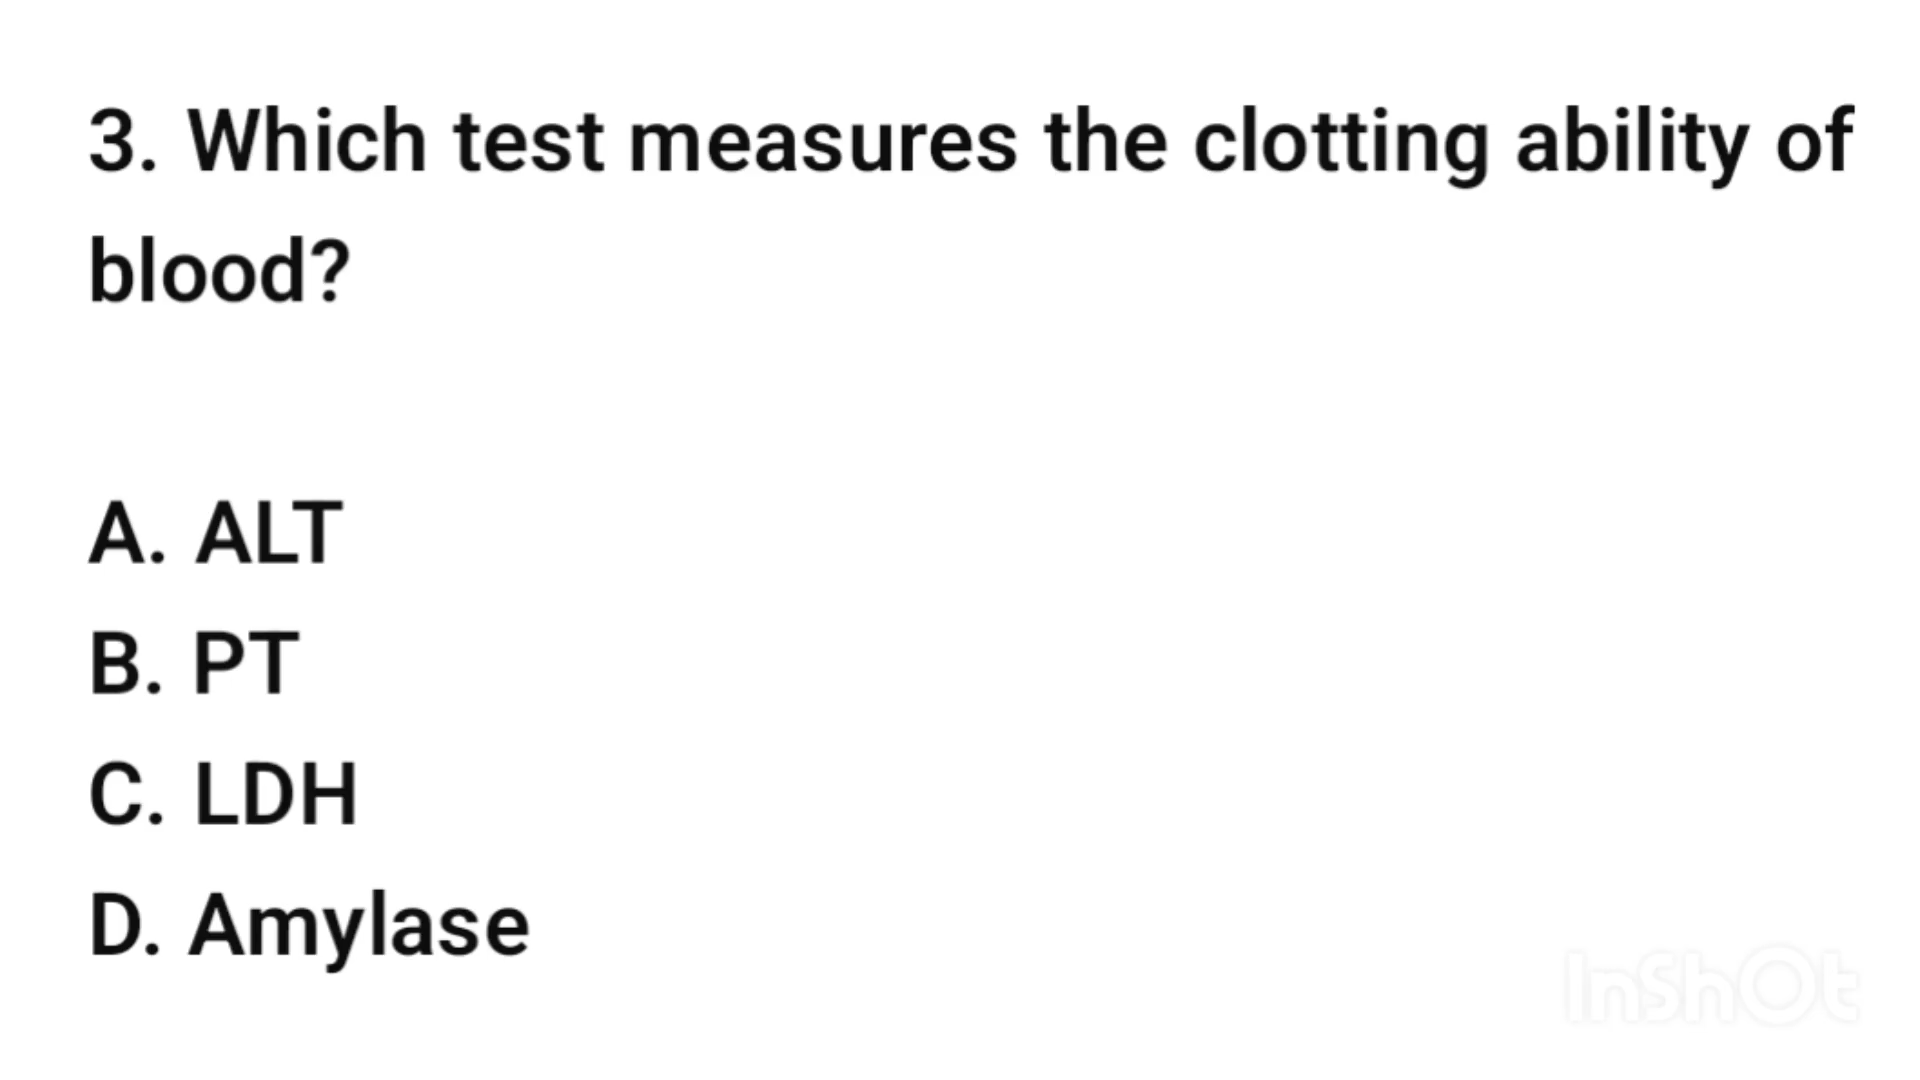 3. Which test measures the clotting ability of
blood?
A. ALT
B. PT
C. LDH
D. Amylase
InShOt